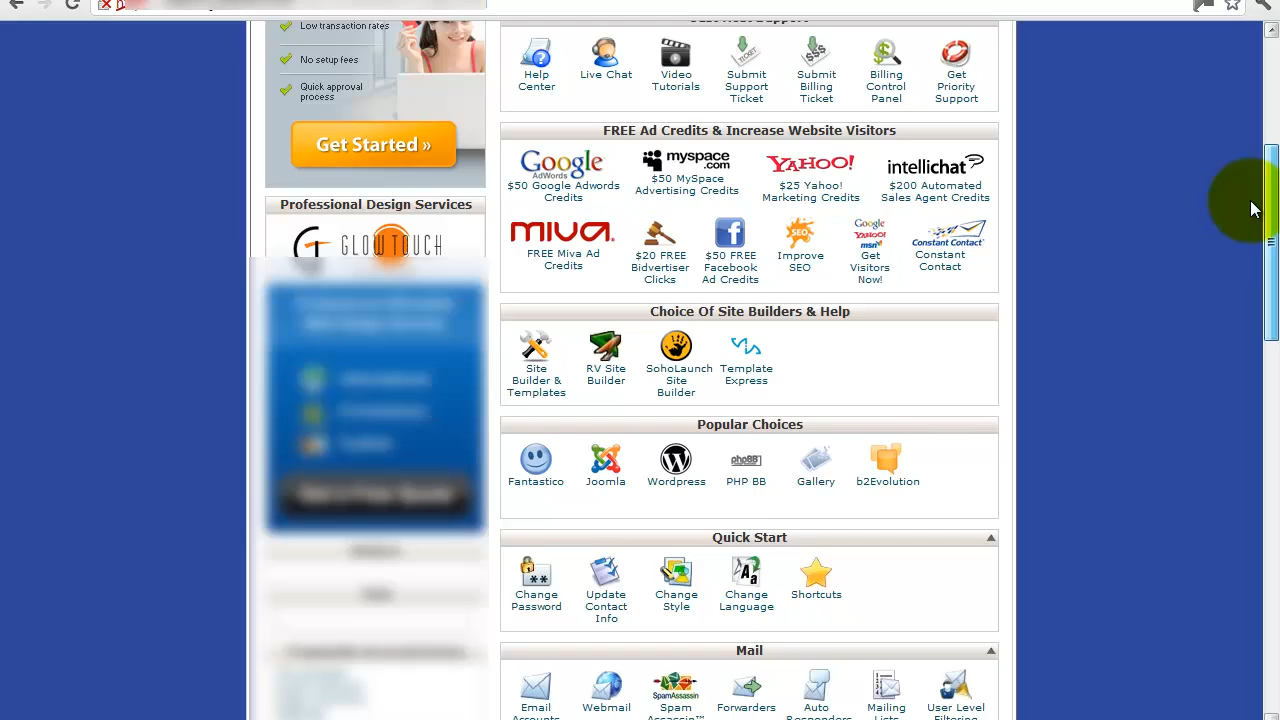 Low transaction rates
No setup fees
Quick approval
process
Get Started »
Professional Design Services
GLOWTOUCH
Help
Center
Live Chat
Video
Tutorials
Submit
Support
Ticket
Submit
Billing
Ticket
Billing
Control
Panel
Get
Priority
Support
FREE Ad Credits & Increase Website Visitors
Google
AdWords
$50 Google Adwords
Credits
myspace.com
$50 MySpace
Advertising Credits
YAHOO!
$25 Yahoo!
Marketing Credits
intellichat
$200 Automated
Sales Agent Credits
MIVA.
FREE Miva Ad
Credits
$20 FREE
Bidvertiser
Clicks
$50 FREE
Facebook
Ad Credits
SEO
Improve
SEO
Google
YAHOO!
msn
Get
Visitors
Now!
Constant Contact
Constant
Contact
Choice Of Site Builders & Help
Site
Builder &
Templates
RV Site
Builder
SohoLaunch
Site
Builder
Template
Express
Popular Choices
Fantastico
Joomla
Wordpress
phpBB
PHP BB
Gallery
b2Evolution
Quick Start
Change
Password
Update
Contact
Info
Change
Style
Change
Language
Shortcuts
Mail
Email
Accounts
Webmail
SpamAssassin
Spam
Assassin™
Forwarders
Auto
Responders
Mailing
Lists
User Level
Filtering